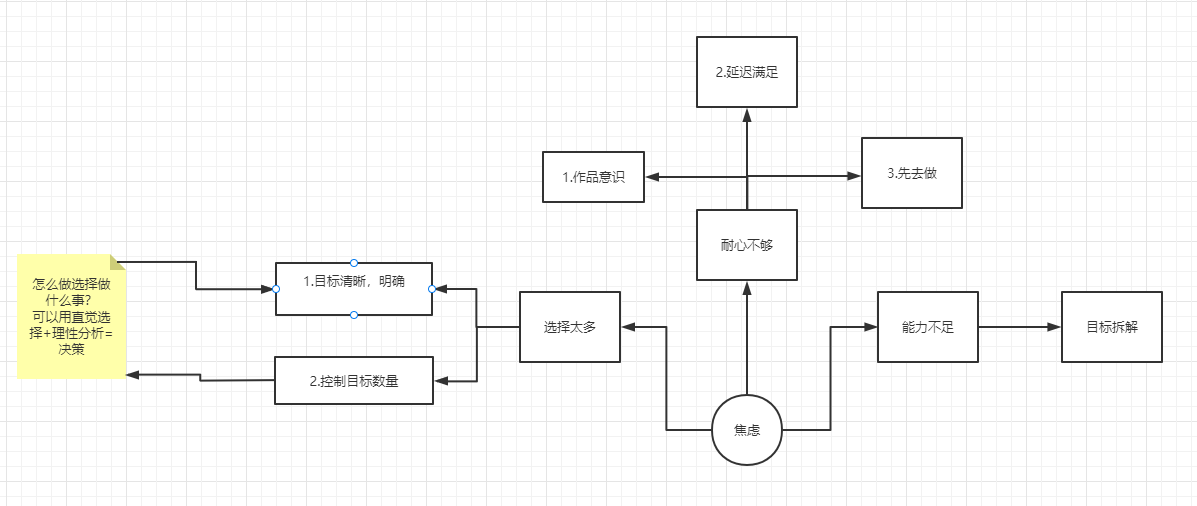 2.延迟满足
1.作品意识
3.先去做
耐心不够
怎么做选择做
什么事？
可以用直觉选
择+理性分析=
决策
1.目标清晰，明确
选择太多
能力不足
目标拆解
2.控制目标数量
焦虑